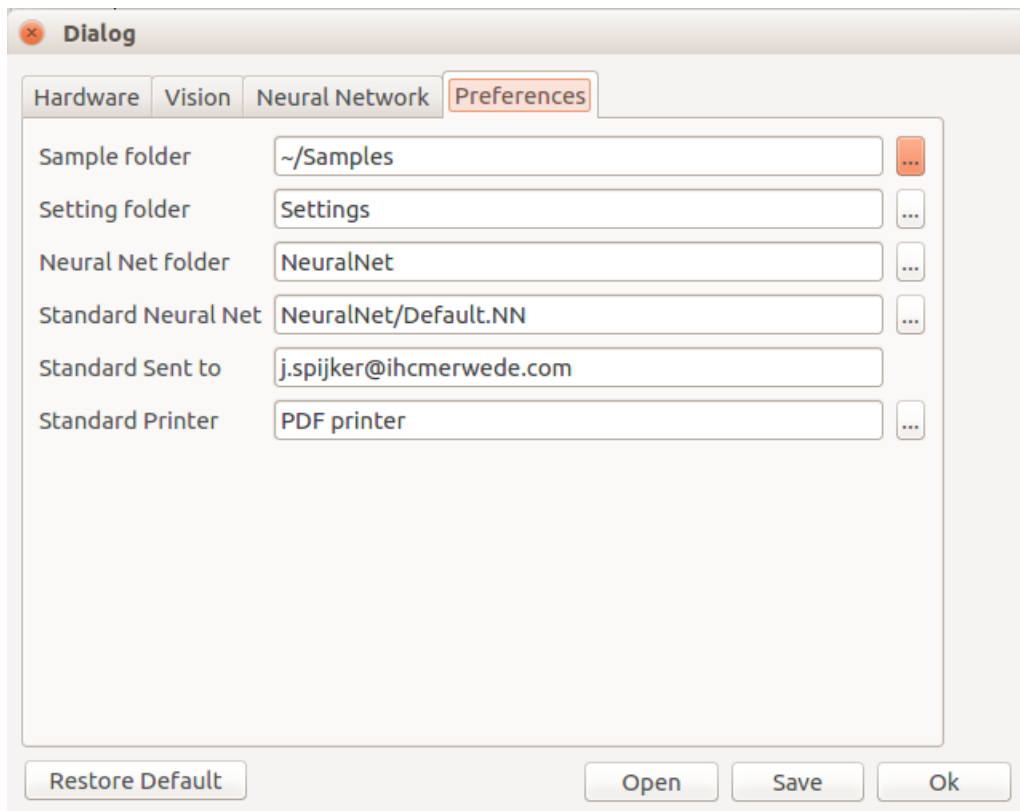 Dialog
Hardware Vision Neural Network Preferences
Sample folder ~/Samples ...
Setting folder Settings ...
Neural Net folder NeuralNet ...
Standard Neural Net NeuralNet/Default.NN ...
Standard Sent to j.spijker@ihcmerwede.com
Standard Printer PDF printer ...
Restore Default Open Save Ok